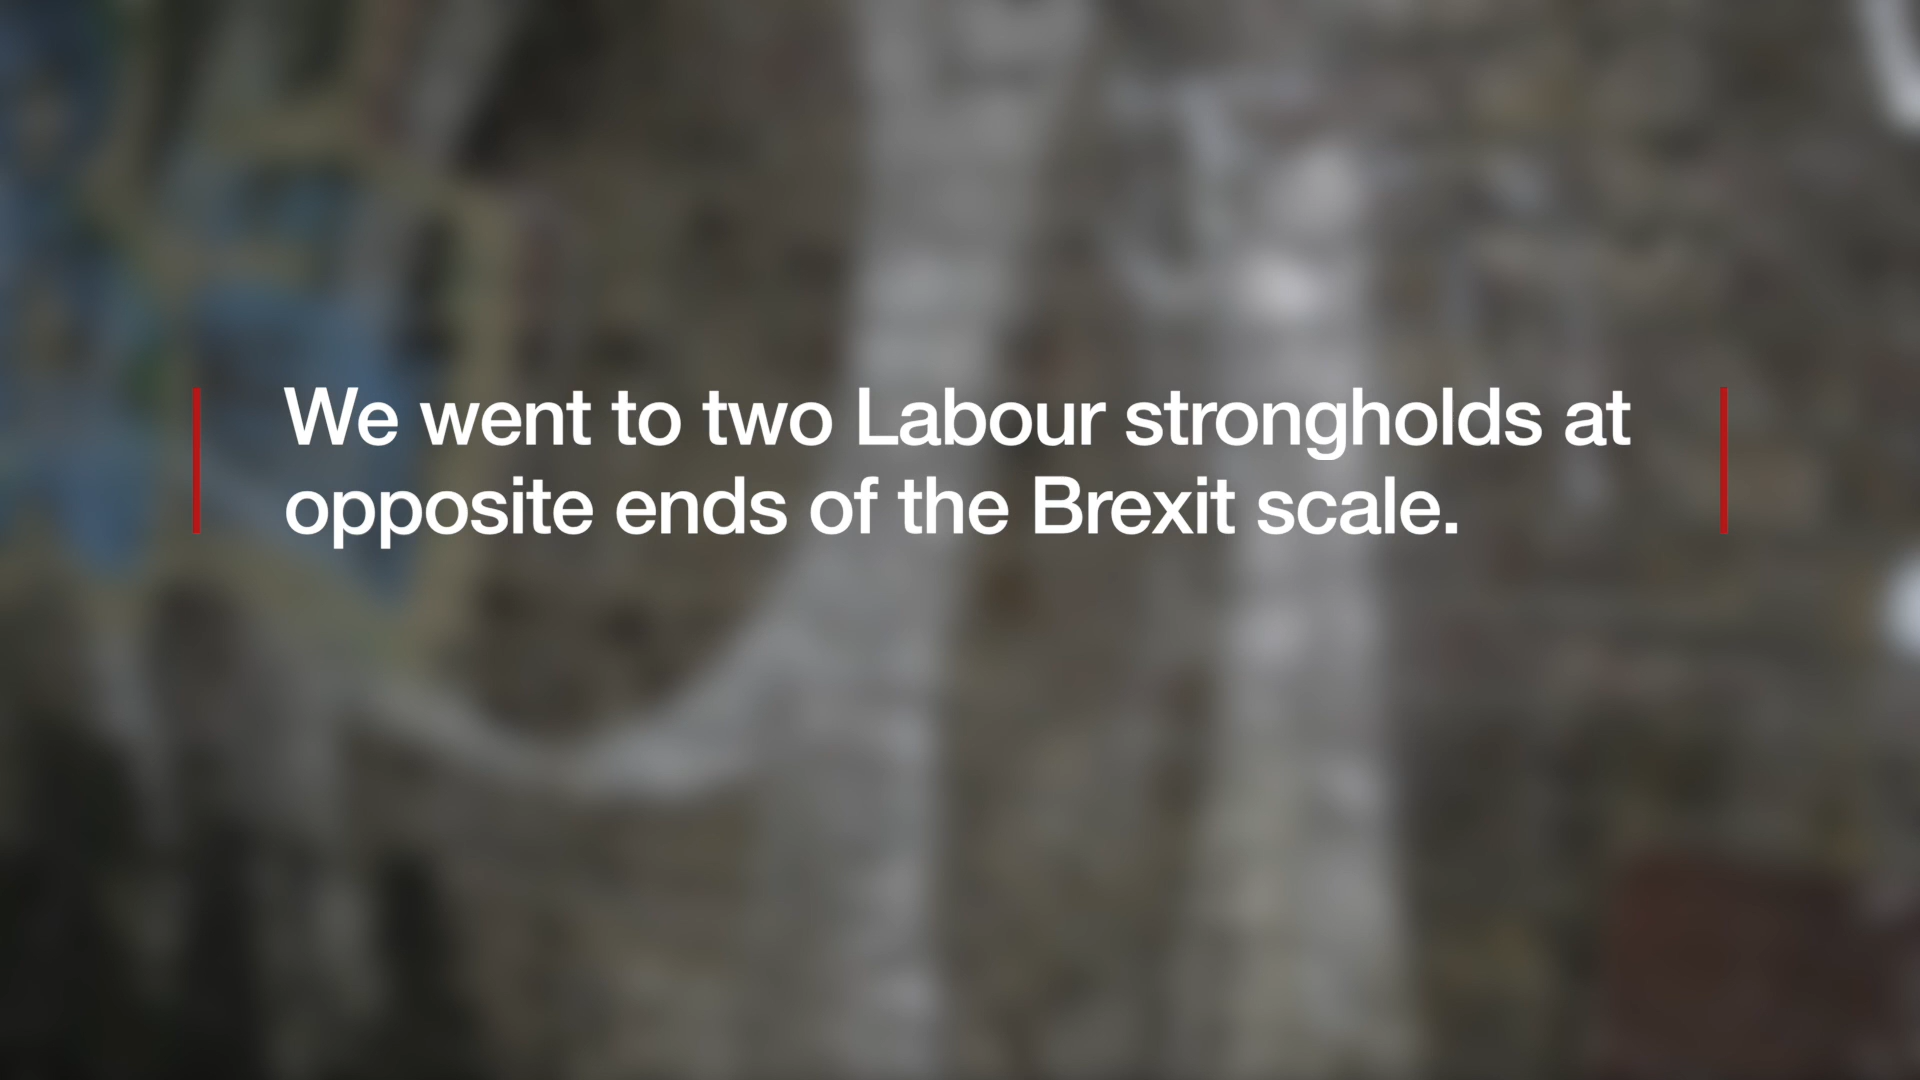 We went to two Labour strongholds at
opposite ends of the Brexit scale.